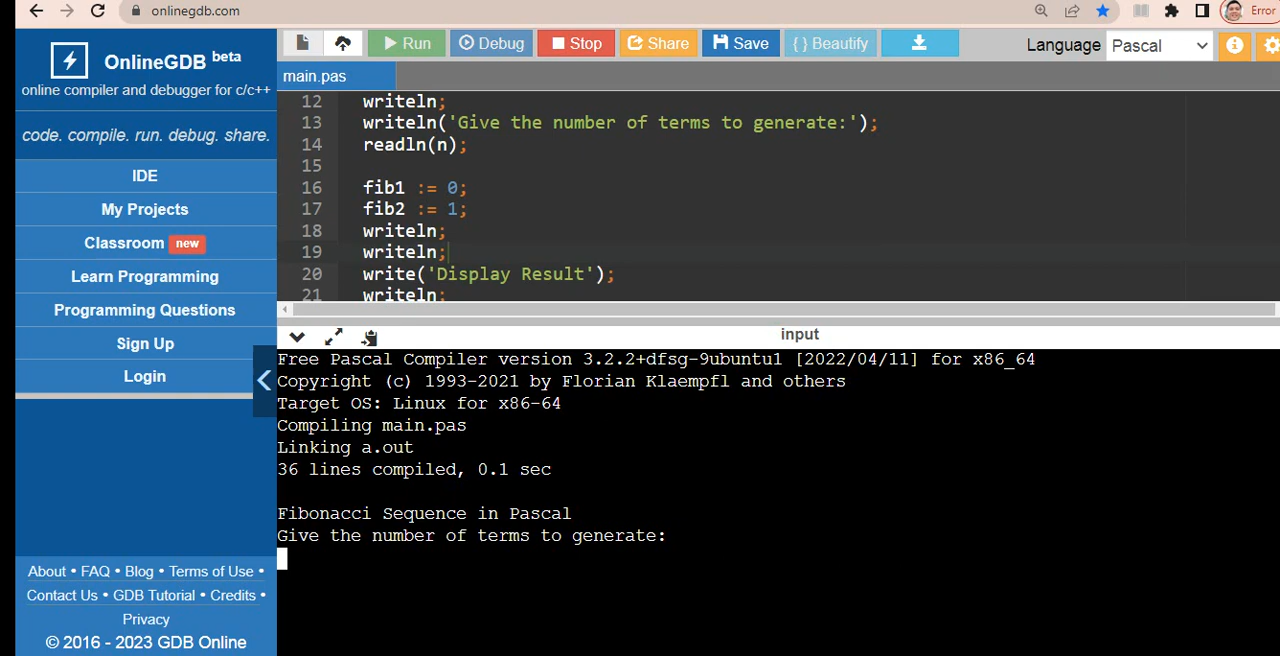 onlinegdb.com
Error
OnlineGDB beta
online compiler and debugger for c/c++
code. compile. run. debug. share.
IDE
My Projects
Classroom new
Learn Programming
Programming Questions
Sign Up
Login
About • FAQ • Blog • Terms of Use •
Contact Us • GDB Tutorial • Credits •
Privacy
© 2016 - 2023 GDB Online
Run Debug Stop Share Save { } Beautify Language Pascal
main.pas
12 writeln;
13 writeln('Give the number of terms to generate:');
14 readln(n);
15
16 fib1 := 0;
17 fib2 := 1;
18 writeln;
19 writeln;
20 write('Display Result');
21 writeln;
input
Free Pascal Compiler version 3.2.2+dfsg-9ubuntu1 [2022/04/11] for x86_64
Copyright (c) 1993-2021 by Florian Klaempfl and others
Target OS: Linux for x86-64
Compiling main.pas
Linking a.out
36 lines compiled, 0.1 sec
Fibonacci Sequence in Pascal
Give the number of terms to generate: